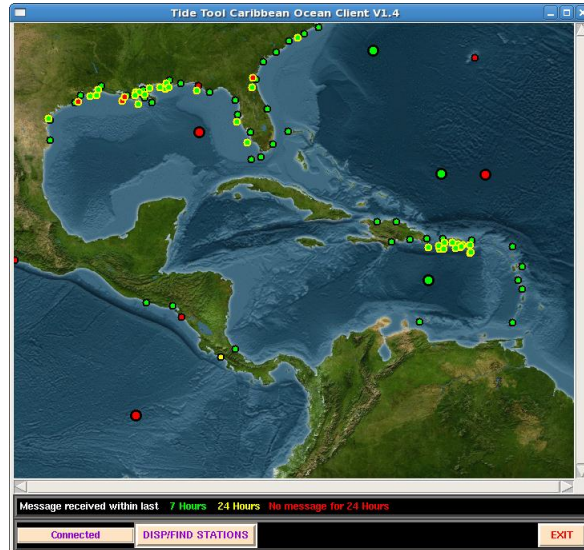 Tide Tool Caribbean Ocean Client V1.4
Message received within last 7 Hours 24 Hours No message for 24 Hours
Connected DISP/FIND STATIONS EXIT